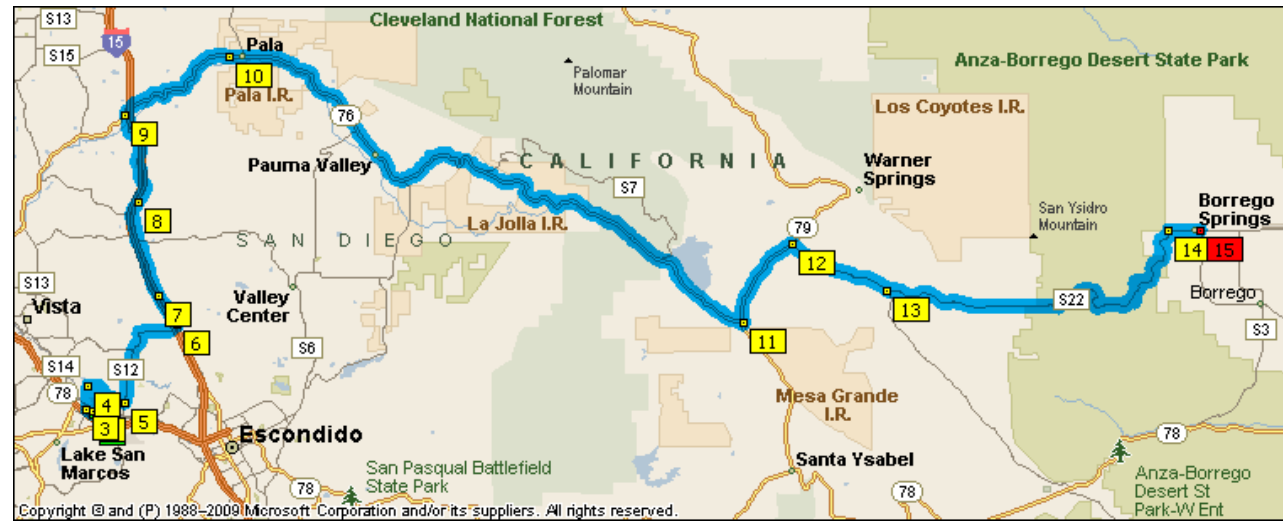 S13
Cleveland National Forest
15
S15
Pala
10
Pala I.R.
Palomar
Mountain
Anza-Borrego Desert State Park
Los Coyotes I.R.
76
9
Pauma Valley
C A L I F O R N I A
Warner
Springs
S7
8
La Jolla I.R.
S A N D I E G O
San Ysidro
Mountain
Borrego
Springs
79
12
14
15
S13
Vista
Valley
Center
7
6
13
S22
Borrego
S3
11
S6
S14
S12
78
4
3
5
Mesa Grande
I.R.
Escondido
Lake San
Marcos
78
San Pasqual Battlefield
State Park
78
Santa Ysabel
78
Anza-Borrego
Desert St
Park-W Ent
Copyright © and (P) 1988–2009 Microsoft Corporation and/or its suppliers. All rights reserved.